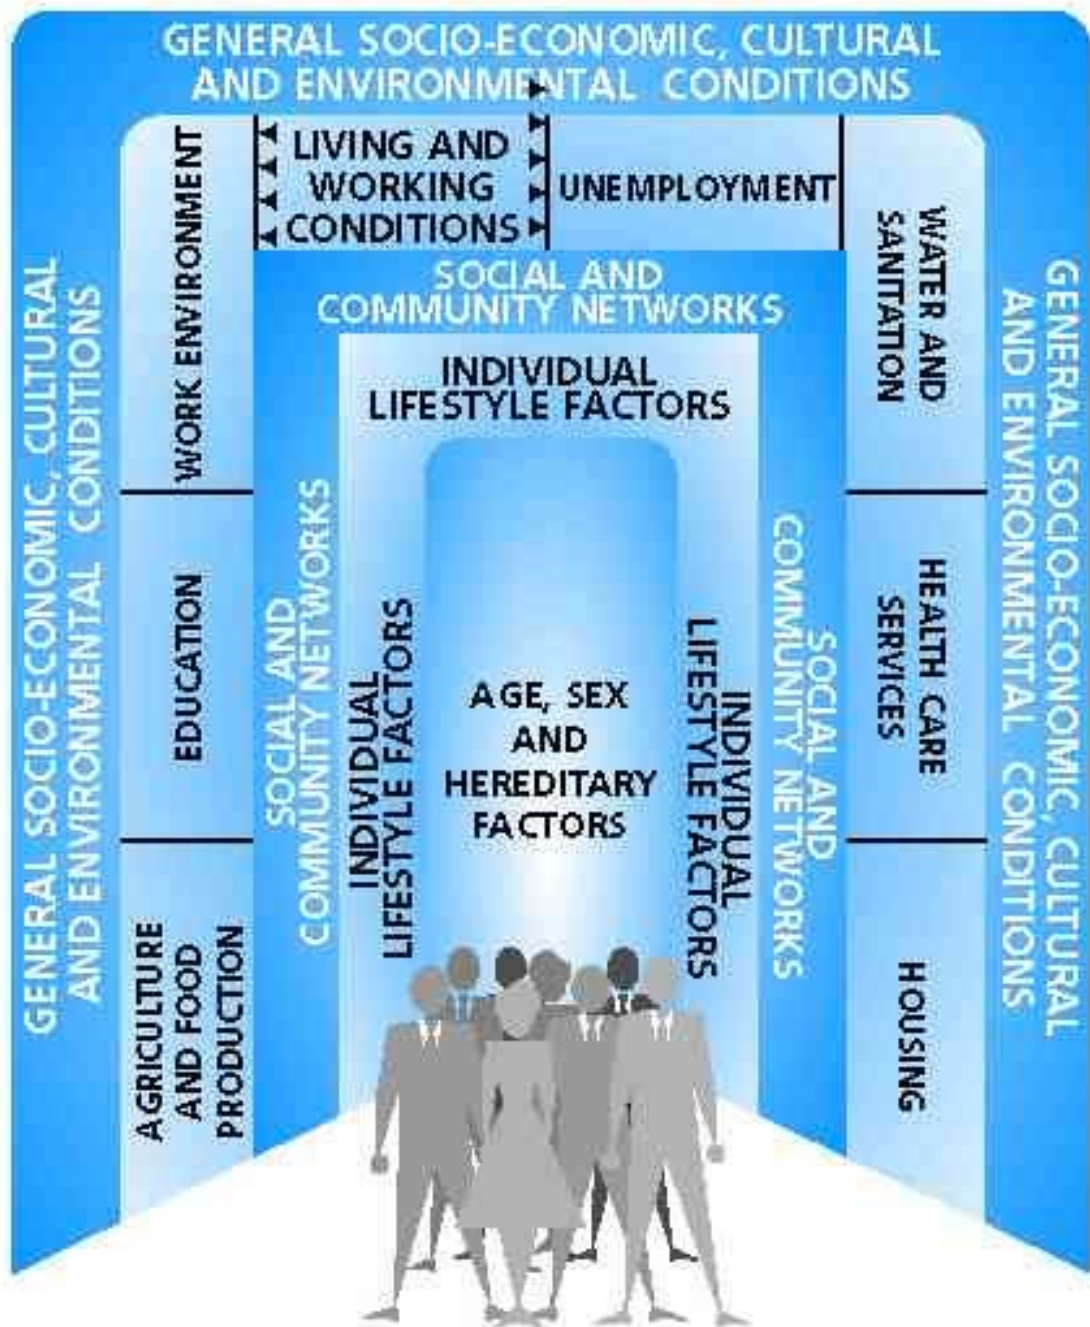 GENERAL SOCIO-ECONOMIC, CULTURAL
AND ENVIRONMENTAL CONDITIONS
LIVING AND
WORKING
CONDITIONS
UNEMPLOYMENT
SOCIAL AND
COMMUNITY NETWORKS
INDIVIDUAL
LIFESTYLE FACTORS
GENERAL SOCIO-ECONOMIC, CULTURAL
AND ENVIRONMENTAL CONDITIONS
WORK ENVIRONMENT
EDUCATION
AGRICULTURE
AND FOOD
PRODUCTION
SOCIAL AND
COMMUNITY NETWORKS
INDIVIDUAL
LIFESTYLE FACTORS
AGE, SEX
AND
HEREDITARY
FACTORS
INDIVIDUAL
LIFESTYLE FACTORS
SOCIAL AND
COMMUNITY NETWORKS
WATER AND
SANITATION
HEALTH CARE
SERVICES
HOUSING
GENERAL SOCIO-ECONOMIC, CULTURAL
AND ENVIRONMENTAL CONDITIONS